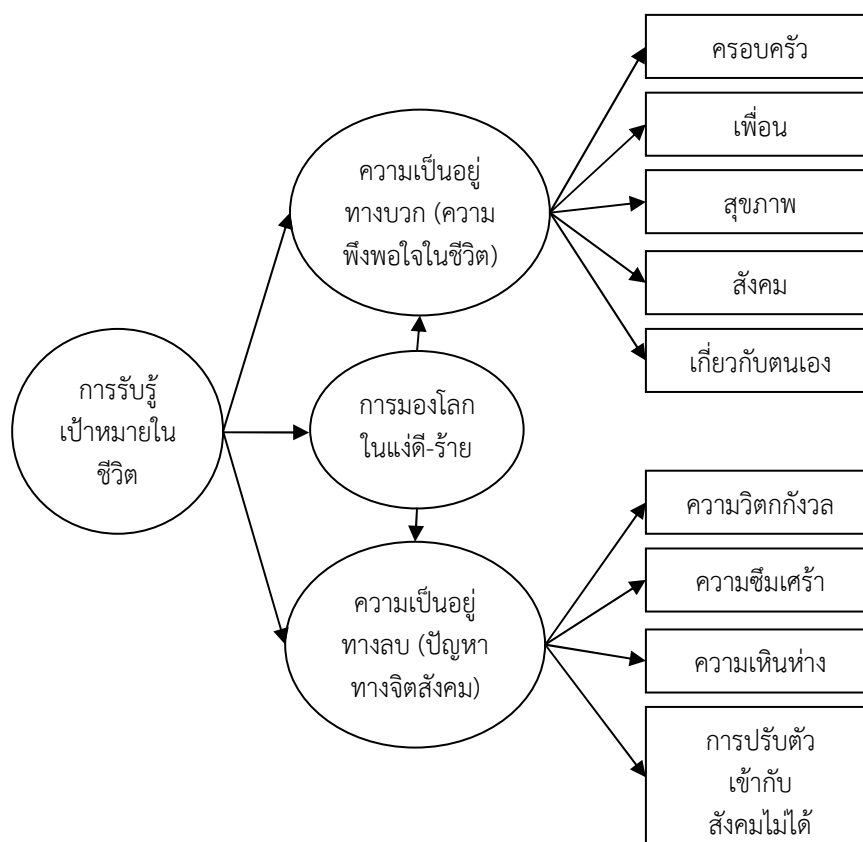 ครอบครัว
เพื่อน
ความเป็นอยู่
ทางบวก (ความ
พึงพอใจในชีวิต)
สุขภาพ
สังคม
เกี่ยวกับตนเอง
การรับรู้
เป้าหมายใน
ชีวิต
การมองโลก
ในแง่ดี-ร้าย
ความวิตกกังวล
ความซึมเศร้า
ความเป็นอยู่
ทางลบ (ปัญหา
ทางจิตสังคม)
ความเหินห่าง
การปรับตัว
เข้ากับ
สังคมไม่ได้